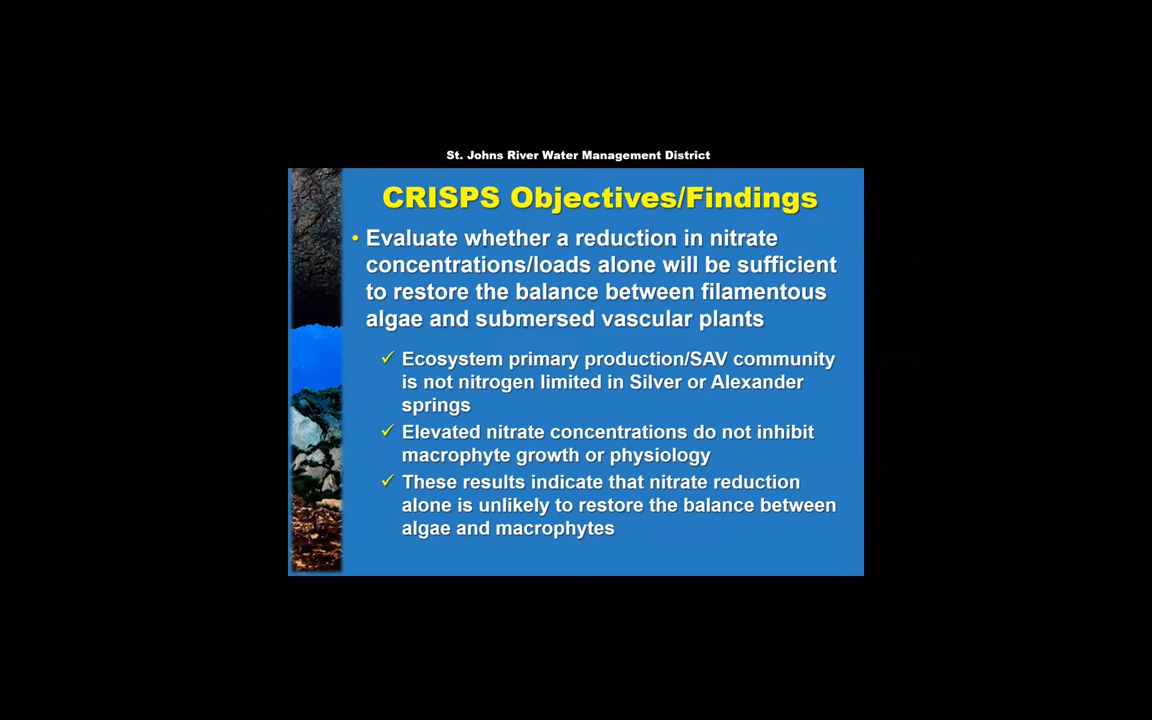 St. Johns River Water Management District
CRISPS Objectives/Findings
• Evaluate whether a reduction in nitrate
concentrations/loads alone will be sufficient
to restore the balance between filamentous
algae and submersed vascular plants
✓ Ecosystem primary production/SAV community
is not nitrogen limited in Silver or Alexander
springs
✓ Elevated nitrate concentrations do not inhibit
macrophyte growth or physiology
✓ These results indicate that nitrate reduction
alone is unlikely to restore the balance between
algae and macrophytes